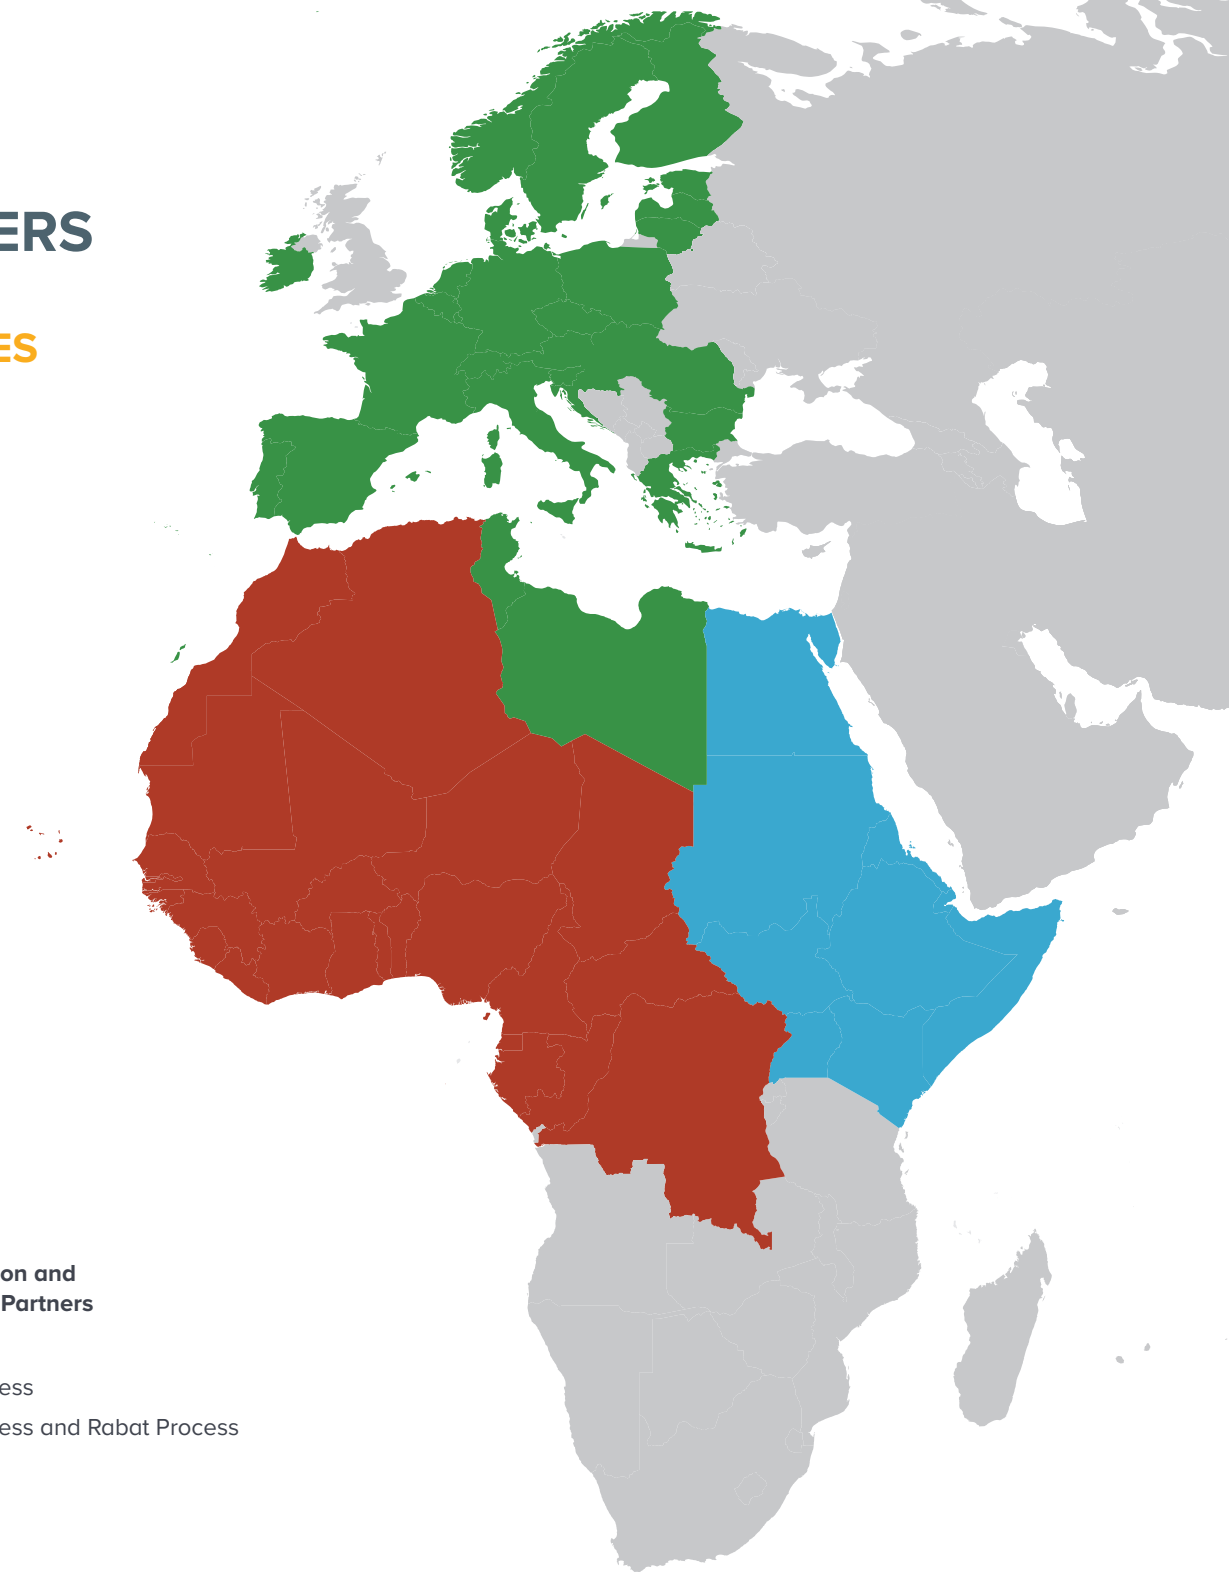 ERS
ES
on and
Partners
ess
ess and Rabat Process